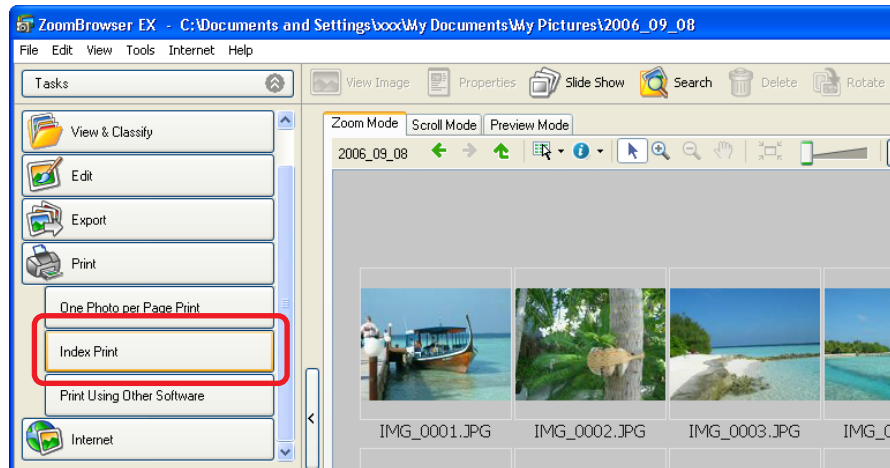 ZoomBrowser EX - C:\Documents and Settings\xxx\My Documents\My Pictures\2006_09_08
File Edit View Tools Internet Help
Tasks
View Image Properties Slide Show Search Delete Rotate
View & Classify
Edit
Export
Print
One Photo per Page Print
Index Print
Print Using Other Software
Internet
Zoom Mode Scroll Mode Preview Mode
2006_09_08
IMG_0001.JPG IMG_0002.JPG IMG_0003.JPG IMG_0